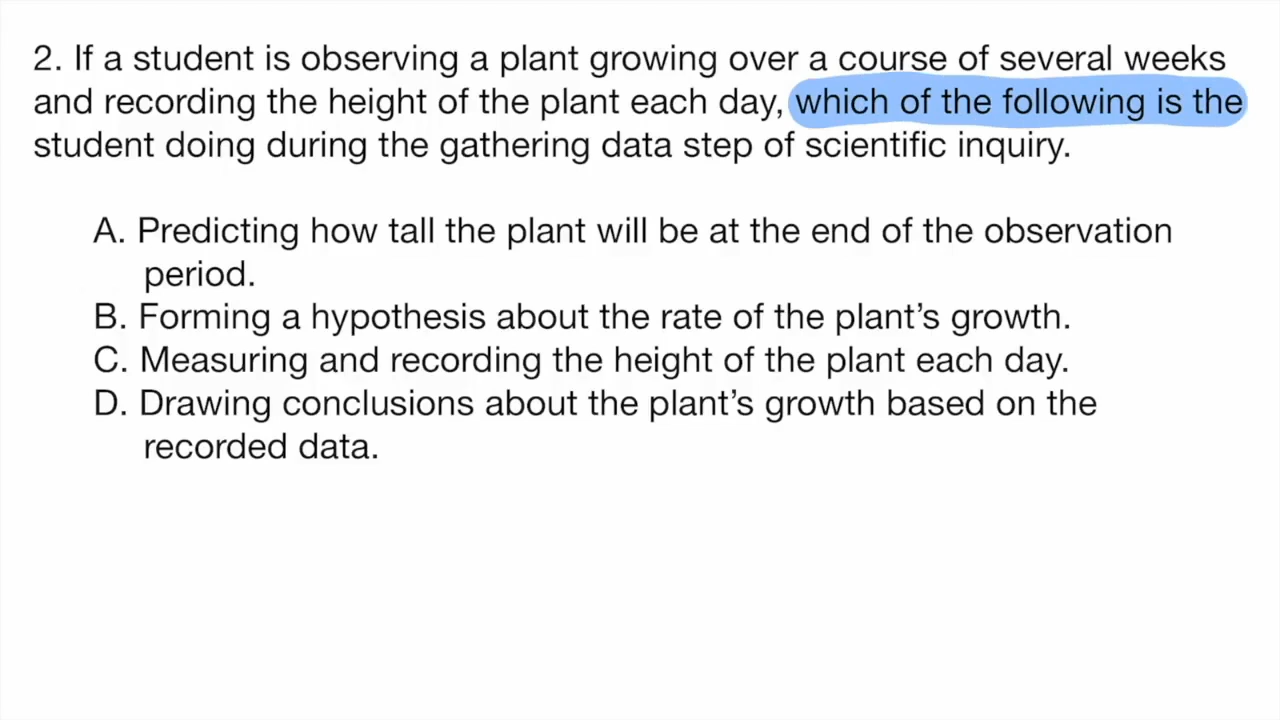 2. If a student is observing a plant growing over a course of several weeks
and recording the height of the plant each day, which of the following is the
student doing during the gathering data step of scientific inquiry.
A. Predicting how tall the plant will be at the end of the observation
period.
B. Forming a hypothesis about the rate of the plant’s growth.
C. Measuring and recording the height of the plant each day.
D. Drawing conclusions about the plant’s growth based on the
recorded data.